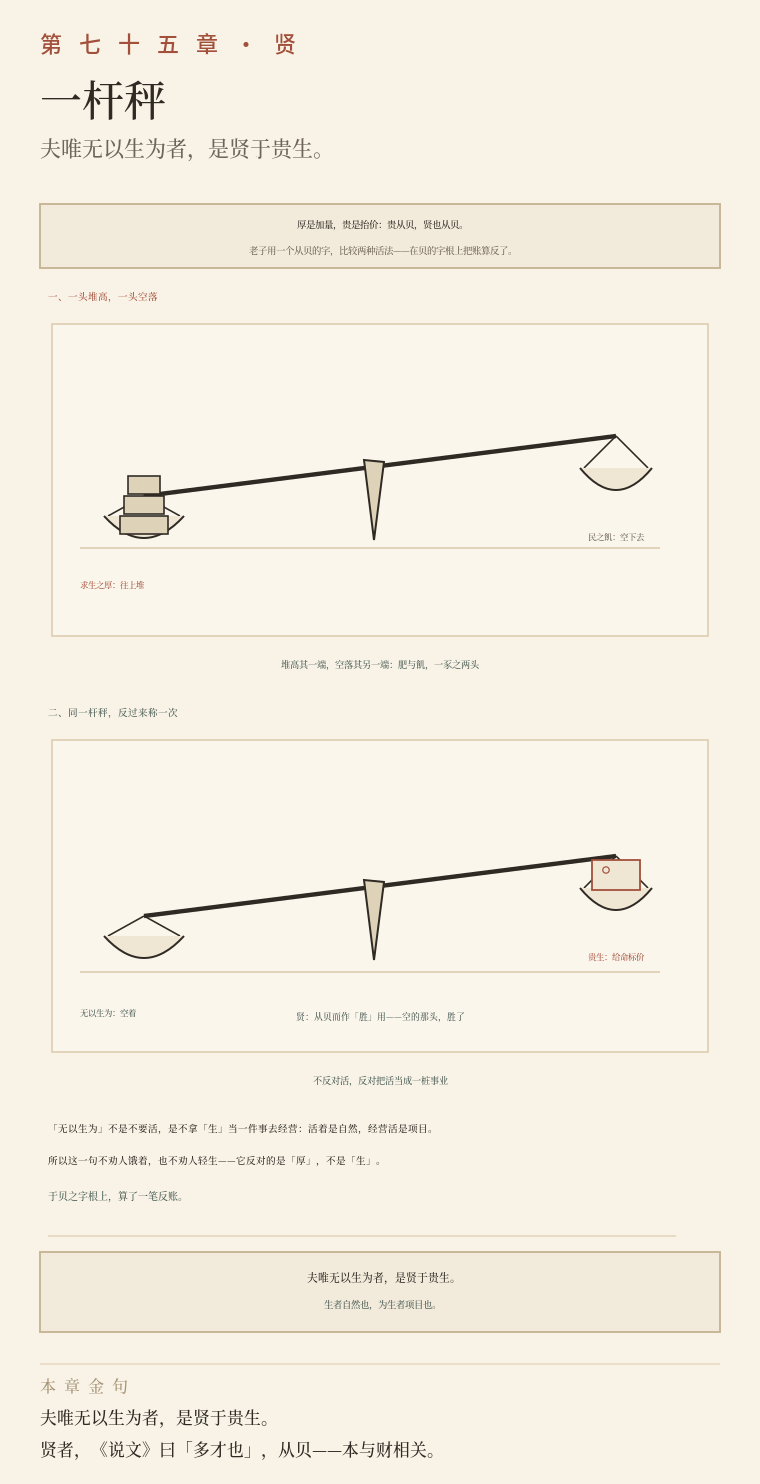 第七十五章·贤
一杆秤
夫唯无以生为者，是贤于贵生。
厚是加量，贵是抬价：贵从贝，贤也从贝。
老子用一个从贝的字，比较两种活法——在贝的字根上把账算反了。
一、一头堆高，一头空落
民之飢：空下去
求生之厚：往上堆
堆高其一端，空落其另一端：肥与飢，一豕之两头
二、同一杆秤，反过来称一次
贵生：给命标价
无以生为：空着
贤：从贝而作「胜」用——空的那头，胜了
不反对活，反对把活当成一桩事业
「无以生为」不是不要活，是不拿「生」当一件事去经营：活着是自然，经营活是项目。
所以这一句不劝人饿着，也不劝人轻生——它反对的是「厚」，不是「生」。
于贝之字根上，算了一笔反账。
夫唯无以生为者，是贤于贵生。
生者自然也，为生者项目也。
本章金句
夫唯无以生为者，是贤于贵生。
贤者，《说文》曰「多才也」，从贝——本与财相关。